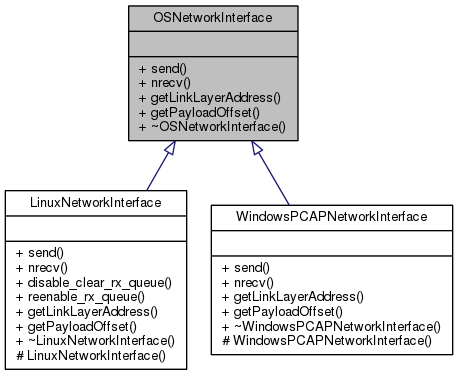 OSNetworkInterface
+ send()
+ nrecv()
+ getLinkLayerAddress()
+ getPayloadOffset()
+ ~OSNetworkInterface()
LinuxNetworkInterface
+ send()
+ nrecv()
+ disable_clear_rx_queue()
+ reenable_rx_queue()
+ getLinkLayerAddress()
+ getPayloadOffset()
+ ~LinuxNetworkInterface()
# LinuxNetworkInterface()
WindowsPCAPNetworkInterface
+ send()
+ nrecv()
+ getLinkLayerAddress()
+ getPayloadOffset()
+ ~WindowsPCAPNetworkInterface()
# WindowsPCAPNetworkInterface()